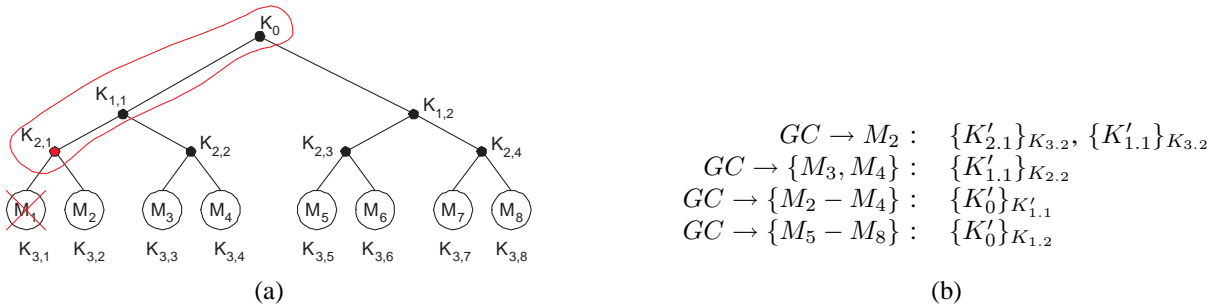 K0
K1,1
K1,2
K2,1
K2,2
K2,3
K2,4
M1 M2 M3 M4 M5 M6 M7 M8
K3,1 K3,2 K3,3 K3,4 K3,5 K3,6 K3,7 K3,8
(a)
GC → M2 : {K′2.1}K3.2, {K′1.1}K3.2
GC → {M3, M4} : {K′1.1}K2.2
GC → {M2 − M4} : {K′0}K′1.1
GC → {M5 − M8} : {K′0}K1.2
(b)